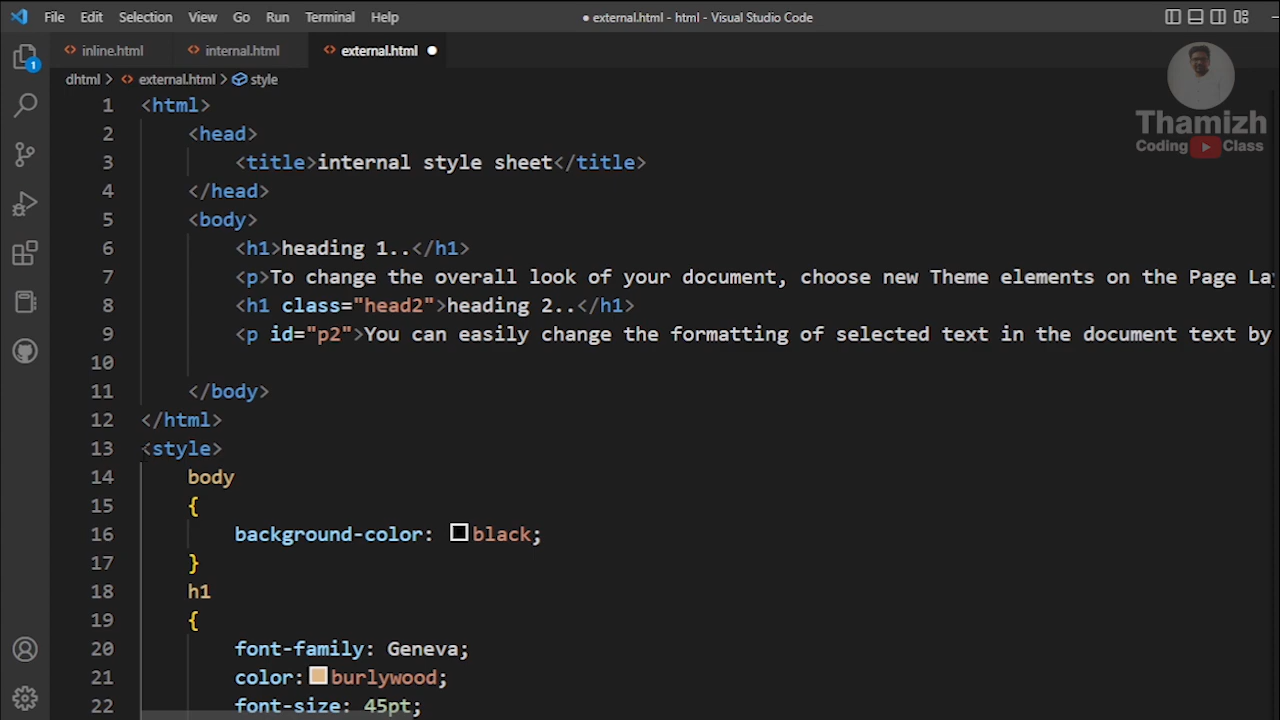 File Edit Selection View Go Run Terminal Help ● external.html - html - Visual Studio Code
inline.html internal.html external.html
dhtml > external.html > style
1
Thamizh
Coding Class
1 <html>
2 <head>
3 <title>internal style sheet</title>
4 </head>
5 <body>
6 <h1>heading 1..</h1>
7 <p>To change the overall look of your document, choose new Theme elements on the Page
8 <h1 class="head2">heading 2..</h1>
9 <p id="p2">You can easily change the formatting of selected text in the document text by
10
11 </body>
12 </html>
13 <style>
14 body
15 {
16 background-color: black;
17 }
18 h1
19 {
20 font-family: Geneva;
21 color: burlywood;
22 font-size: 45pt;